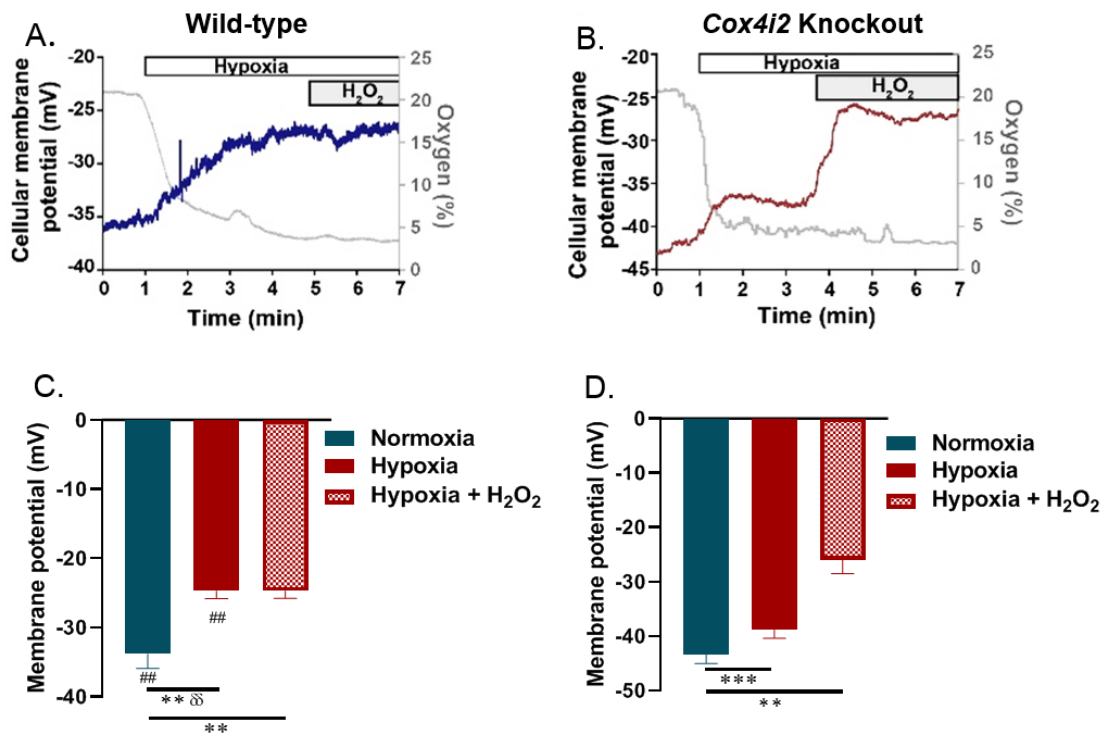 A.
Wild-type
-20
-25
-30
-35
-40
Cellular membrane
potential (mV)
Hypoxia
H₂O₂
25
20
15
10
5
0
Oxygen (%)
0 1 2 3 4 5 6 7
Time (min)
B.
Cox4i2 Knockout
-20
-25
-30
-35
-40
-45
Cellular membrane
potential (mV)
Hypoxia
H₂O₂
25
20
15
10
5
0
Oxygen (%)
0 1 2 3 4 5 6 7
Time (min)
C.
0
-10
-20
-30
-40
Membrane potential (mV)
Normoxia
Hypoxia
Hypoxia + H₂O₂
##
##
** δδ
**
D.
0
-10
-20
-30
-40
-50
Membrane potential (mV)
Normoxia
Hypoxia
Hypoxia + H₂O₂
***
**